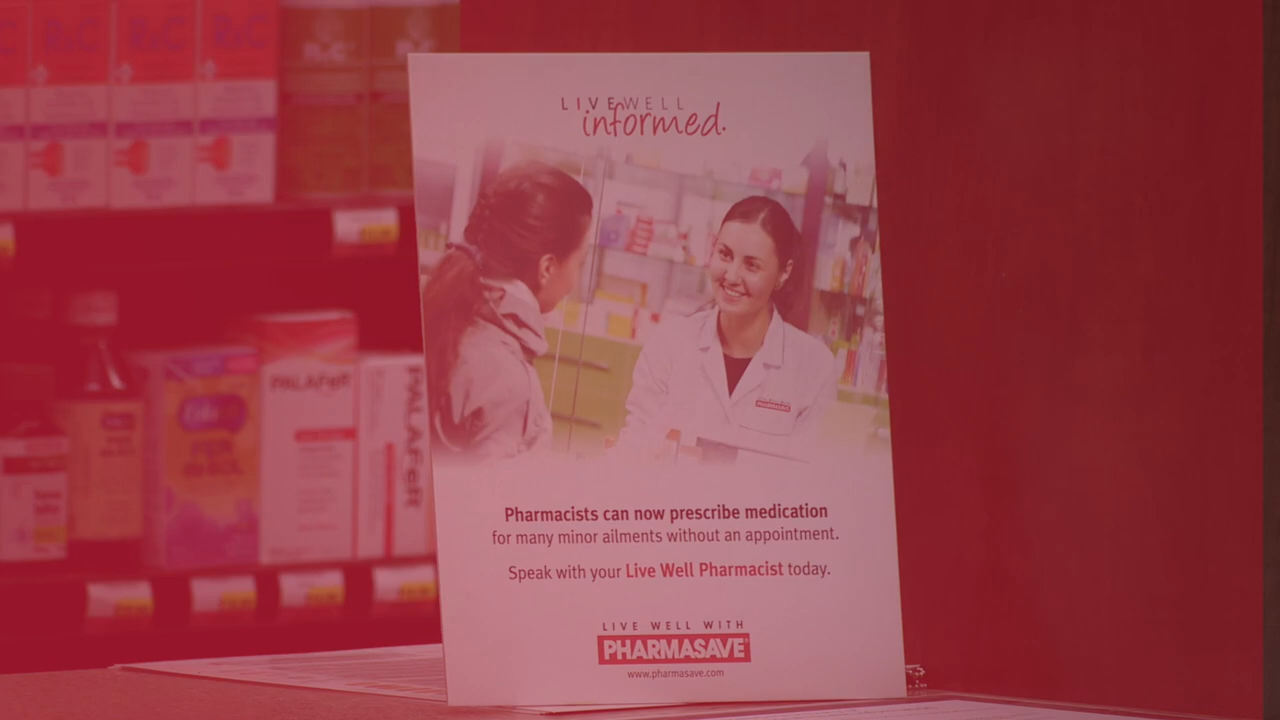 R&C
R&C
R&C
R&C
R&C
LIVE WELL
informed.
PHARMASAVE
PALAFER
PALAFER
Pharmacists can now prescribe medication
for many minor ailments without an appointment.
Speak with your Live Well Pharmacist today.
LIVE WELL WITH
PHARMASAVE
www.pharmasave.com